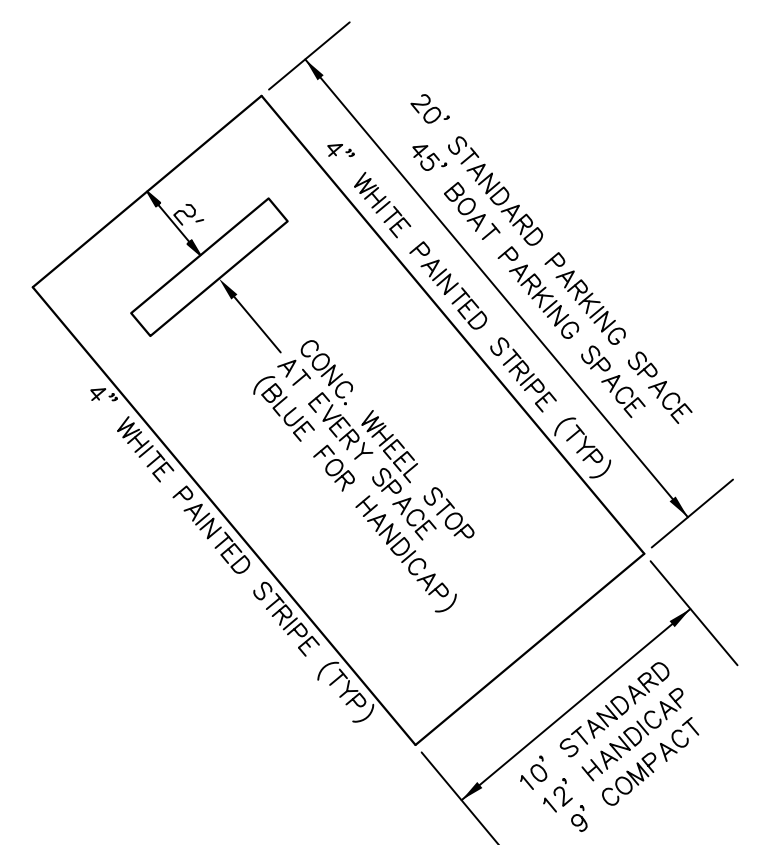 20' STANDARD PARKING SPACE
45' BOAT PARKING SPACE
4" WHITE PAINTED STRIPE (TYP)
2'
CONC. WHEEL STOP
AT EVERY SPACE
(BLUE FOR HANDICAP)
4" WHITE PAINTED STRIPE (TYP)
10' STANDARD
12' HANDICAP
9' COMPACT